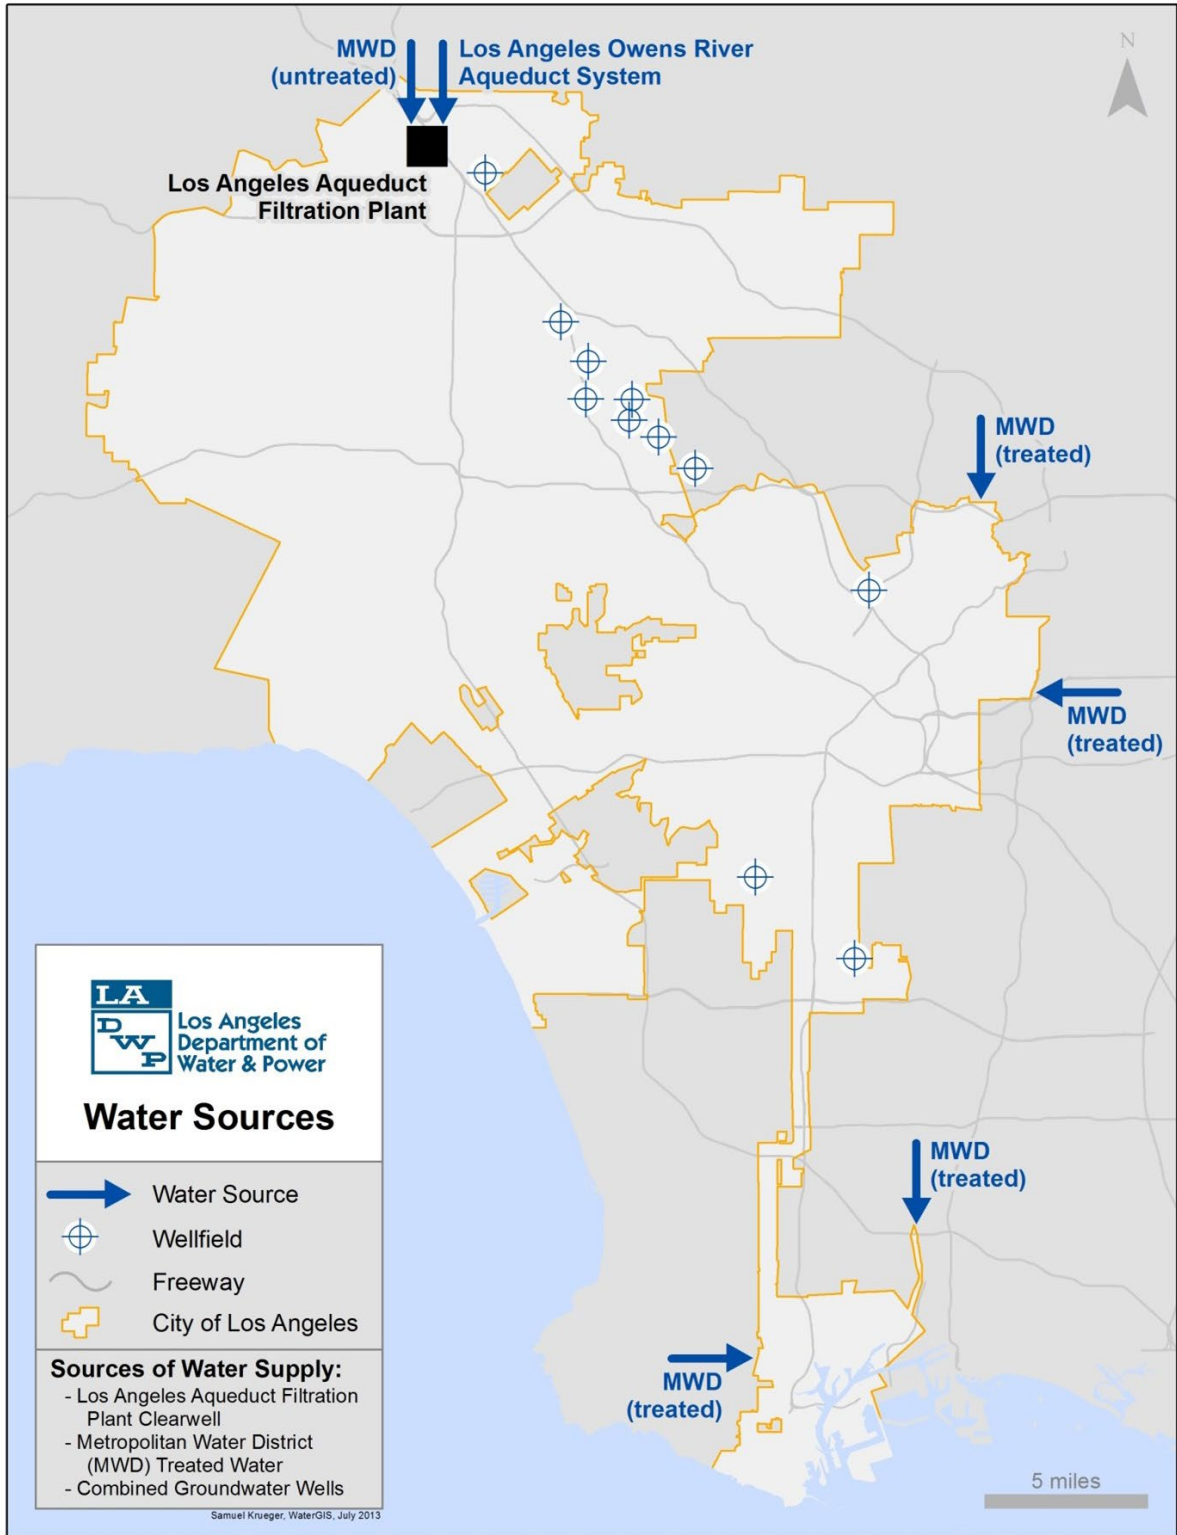 MWD
(untreated)
Los Angeles Owens River
Aqueduct System
N
Los Angeles Aqueduct
Filtration Plant
MWD
(treated)
MWD
(treated)
LA
DWP
Los Angeles
Department of
Water & Power
Water Sources
Water Source
Wellfield
Freeway
City of Los Angeles
Sources of Water Supply:
- Los Angeles Aqueduct Filtration
Plant Clearwell
- Metropolitan Water District
(MWD) Treated Water
- Combined Groundwater Wells
Samuel Krueger, WaterGIS, July 2013
MWD
(treated)
MWD
(treated)
5 miles